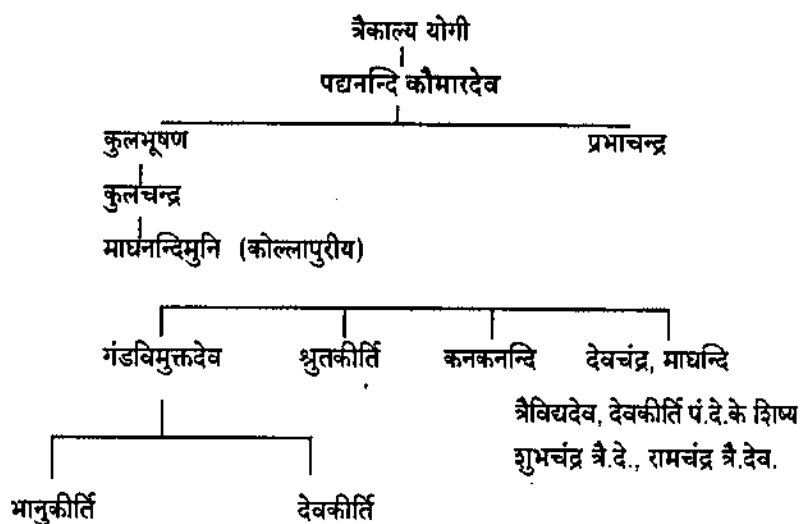 त्रैकाल्य योगी
पद्यनन्दि कौमारदेव
कुलभूषण प्रभाचन्द्र
कुलचन्द्र
माघनन्दिमुनि (कोल्लापुरीय)
गंडविमुक्तदेव श्रुतकीर्ति कनकनन्दि देवचंद्र, माघन्दि
त्रैविद्यदेव, देवकीर्ति पं.दे.के शिष्य
शुभचंद्र त्रै.दे., रामचंद्र त्रै.देव.
भानुकीर्ति देवकीर्ति